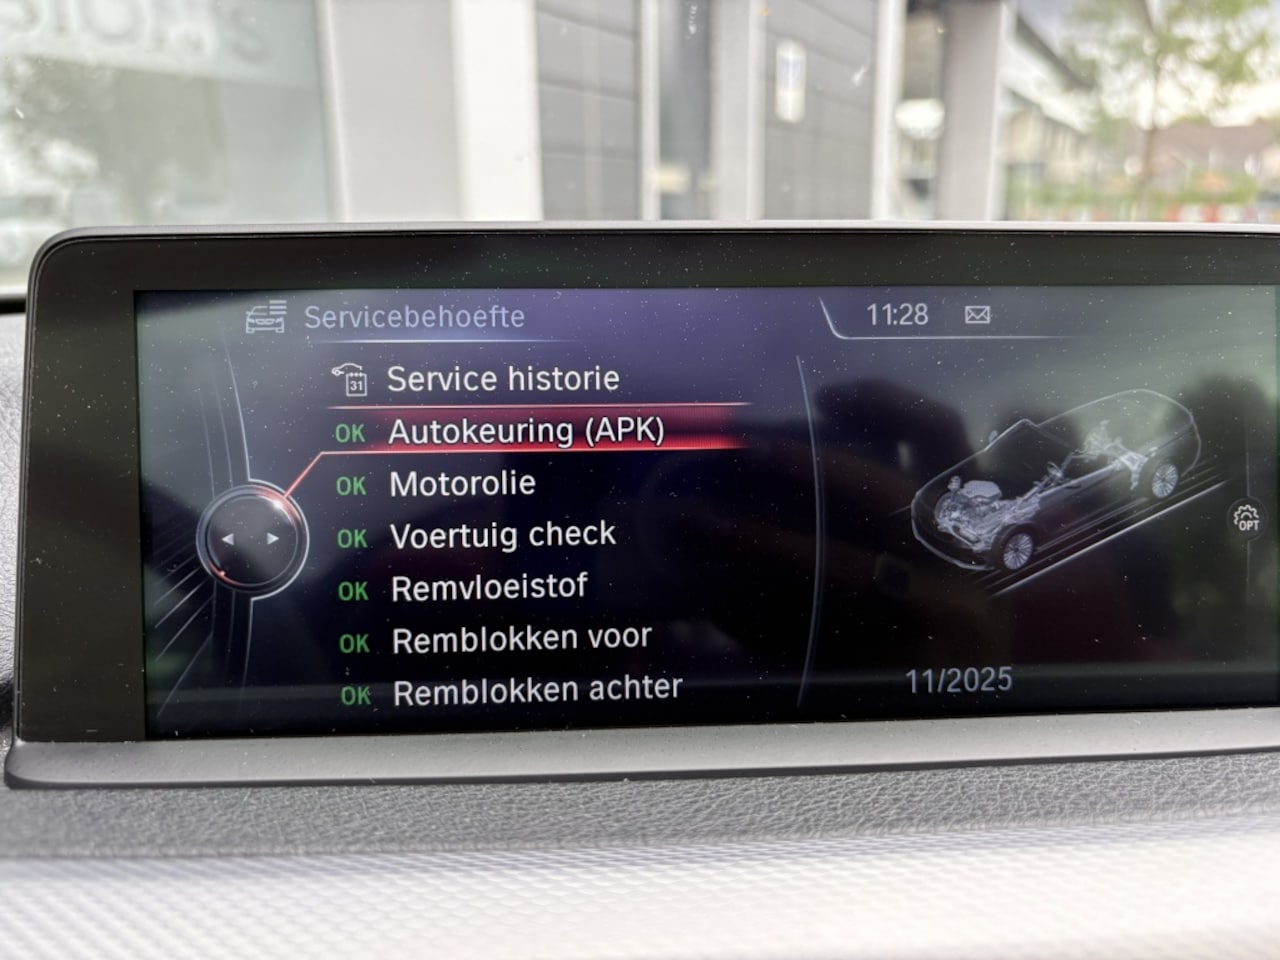 Servicebehoefte
11:28
31 Service historie
OK Autokeuring (APK)
OK Motorolie
OK Voertuig check
OK Remvloeistof
OK Remblokken voor
OK Remblokken achter
OPT
11/2025